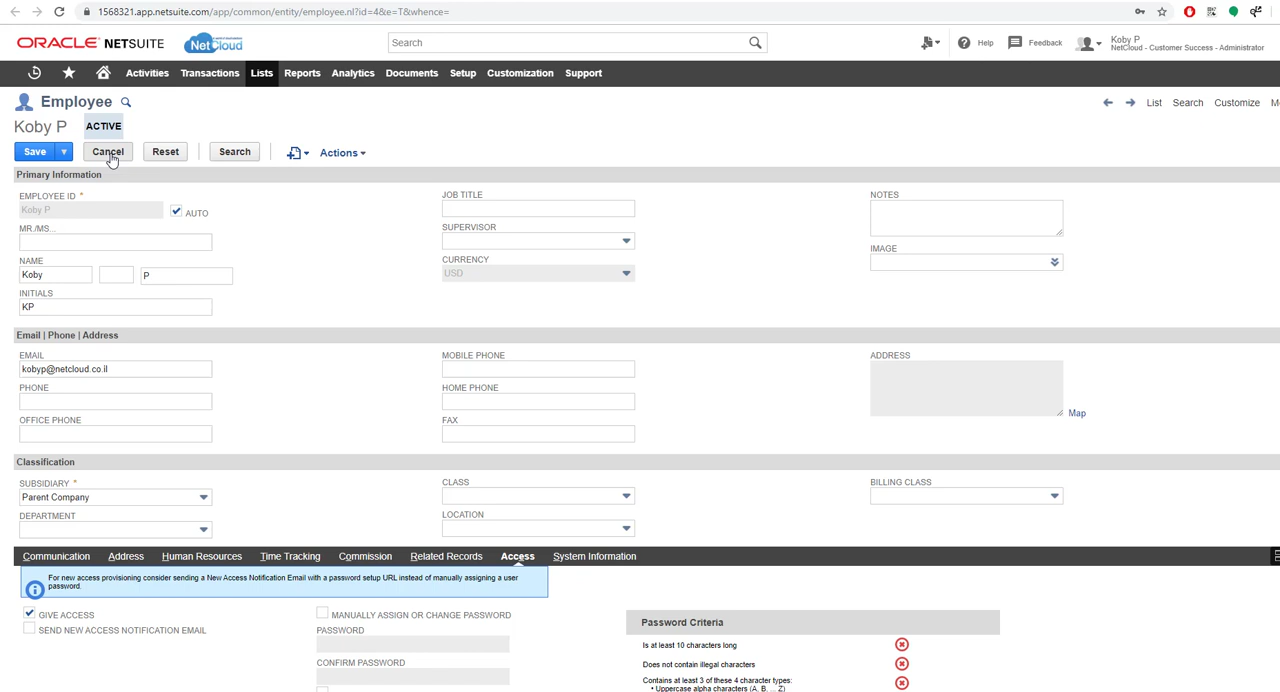 1568321.app.netsuite.com/app/common/entity/employee.nl?id=4&e=T&whence=
ORACLE NETSUITE
NetCloud
Search
Help
Feedback
Koby P
NetCloud - Customer Success - Administrator
Activities Transactions Lists Reports Analytics Documents Setup Customization Support
Employee
List Search Customize M
Koby P ACTIVE
Save Cancel Reset Search Actions
Primary Information
EMPLOYEE ID *
Koby P
AUTO
MR./MS...
NAME
Koby P
INITIALS
KP
JOB TITLE
SUPERVISOR
CURRENCY
USD
NOTES
IMAGE
Email | Phone | Address
EMAIL
kobyp@netcloud.co.il
PHONE
OFFICE PHONE
MOBILE PHONE
HOME PHONE
FAX
ADDRESS
Map
Classification
SUBSIDIARY *
Parent Company
DEPARTMENT
CLASS
LOCATION
BILLING CLASS
Communication Address Human Resources Time Tracking Commission Related Records Access System Information
For new access provisioning consider sending a New Access Notification Email with a password setup URL instead of manually assigning a user
password.
GIVE ACCESS
SEND NEW ACCESS NOTIFICATION EMAIL
MANUALLY ASSIGN OR CHANGE PASSWORD
PASSWORD
CONFIRM PASSWORD
Password Criteria
Is at least 10 characters long
Does not contain illegal characters
Contains at least 3 of these 4 character types:
• Uppercase alpha characters (A, B, ... Z)